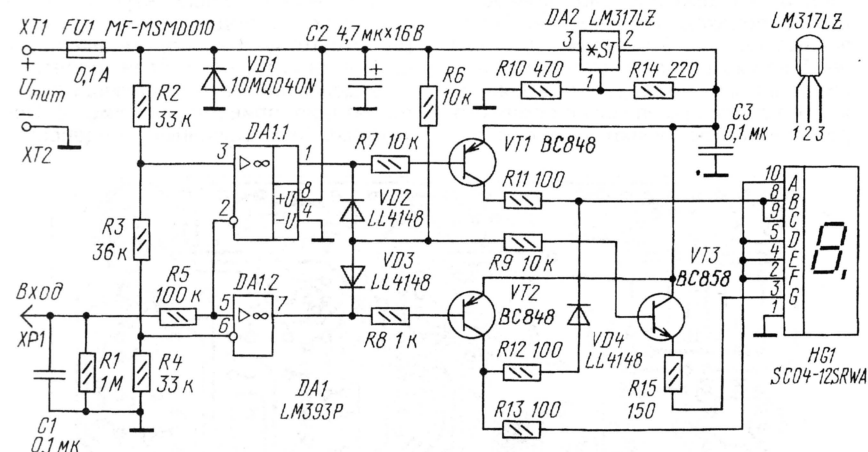 XT1
FU1 MF-MSMD010
+
Uпит
0,1 А
−
XT2
R2
33 к
VD1
10MQ040N
C2 4,7 мк×16В
+
R6
10к
DA2 LM317LZ
3
*ST
2
1
R10 470
R14 220
LM317LZ
1 2 3
C3
0,1 мк
DA1.1
3
▷∞
1
8
+U
4
-U
2
R7 10 к
VT1 BC848
R11 100
VD2
LL4148
R3
36 к
VD3
LL4148
R9 10 к
VT3
BC858
10
A
8
B
9
C
5
D
4
E
2
F
3
G
1
8.
HG1
SC04-12SRWA
Вход
XP1
R5
100 к
DA1.2
5
▷∞
7
6
R8 1 к
VT2
BC848
VD4
LL4148
R12 100
R13 100
R15
150
R1
1М
R4
33 к
C1
0,1 мк
DA1
LM393P